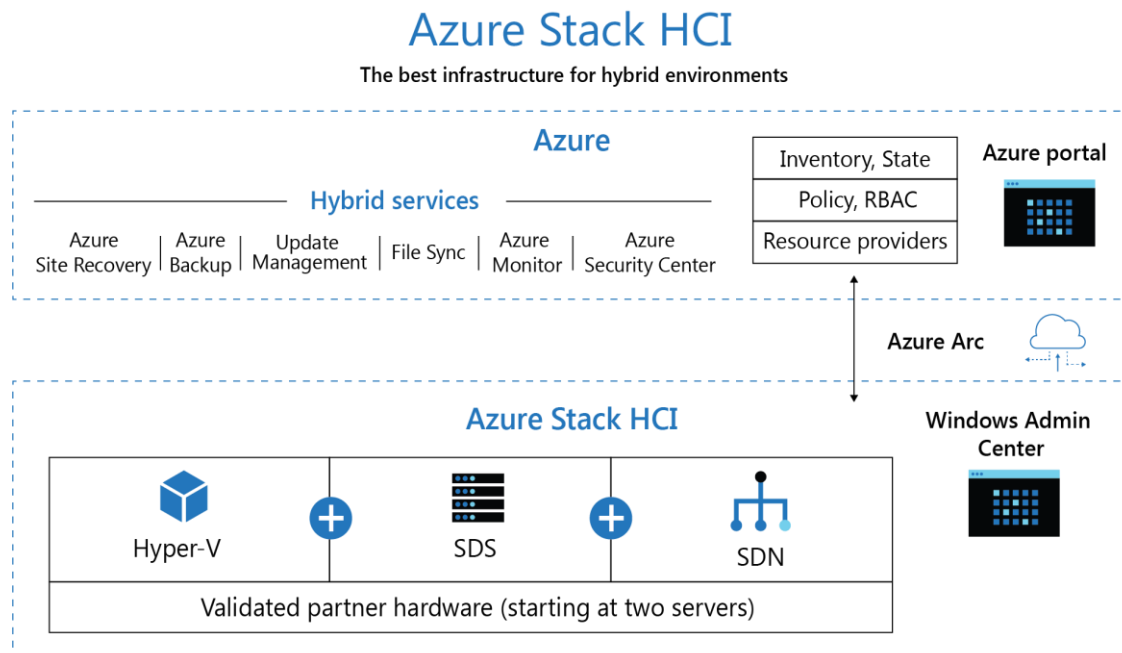 Azure Stack HCI
The best infrastructure for hybrid environments
Azure
Hybrid services
Azure
Site Recovery
Azure
Backup
Update
Management
File Sync
Azure
Monitor
Azure
Security Center
Inventory, State
Policy, RBAC
Resource providers
Azure portal
Azure Arc
Azure Stack HCI
Windows Admin
Center
Hyper-V
SDS
SDN
Validated partner hardware (starting at two servers)